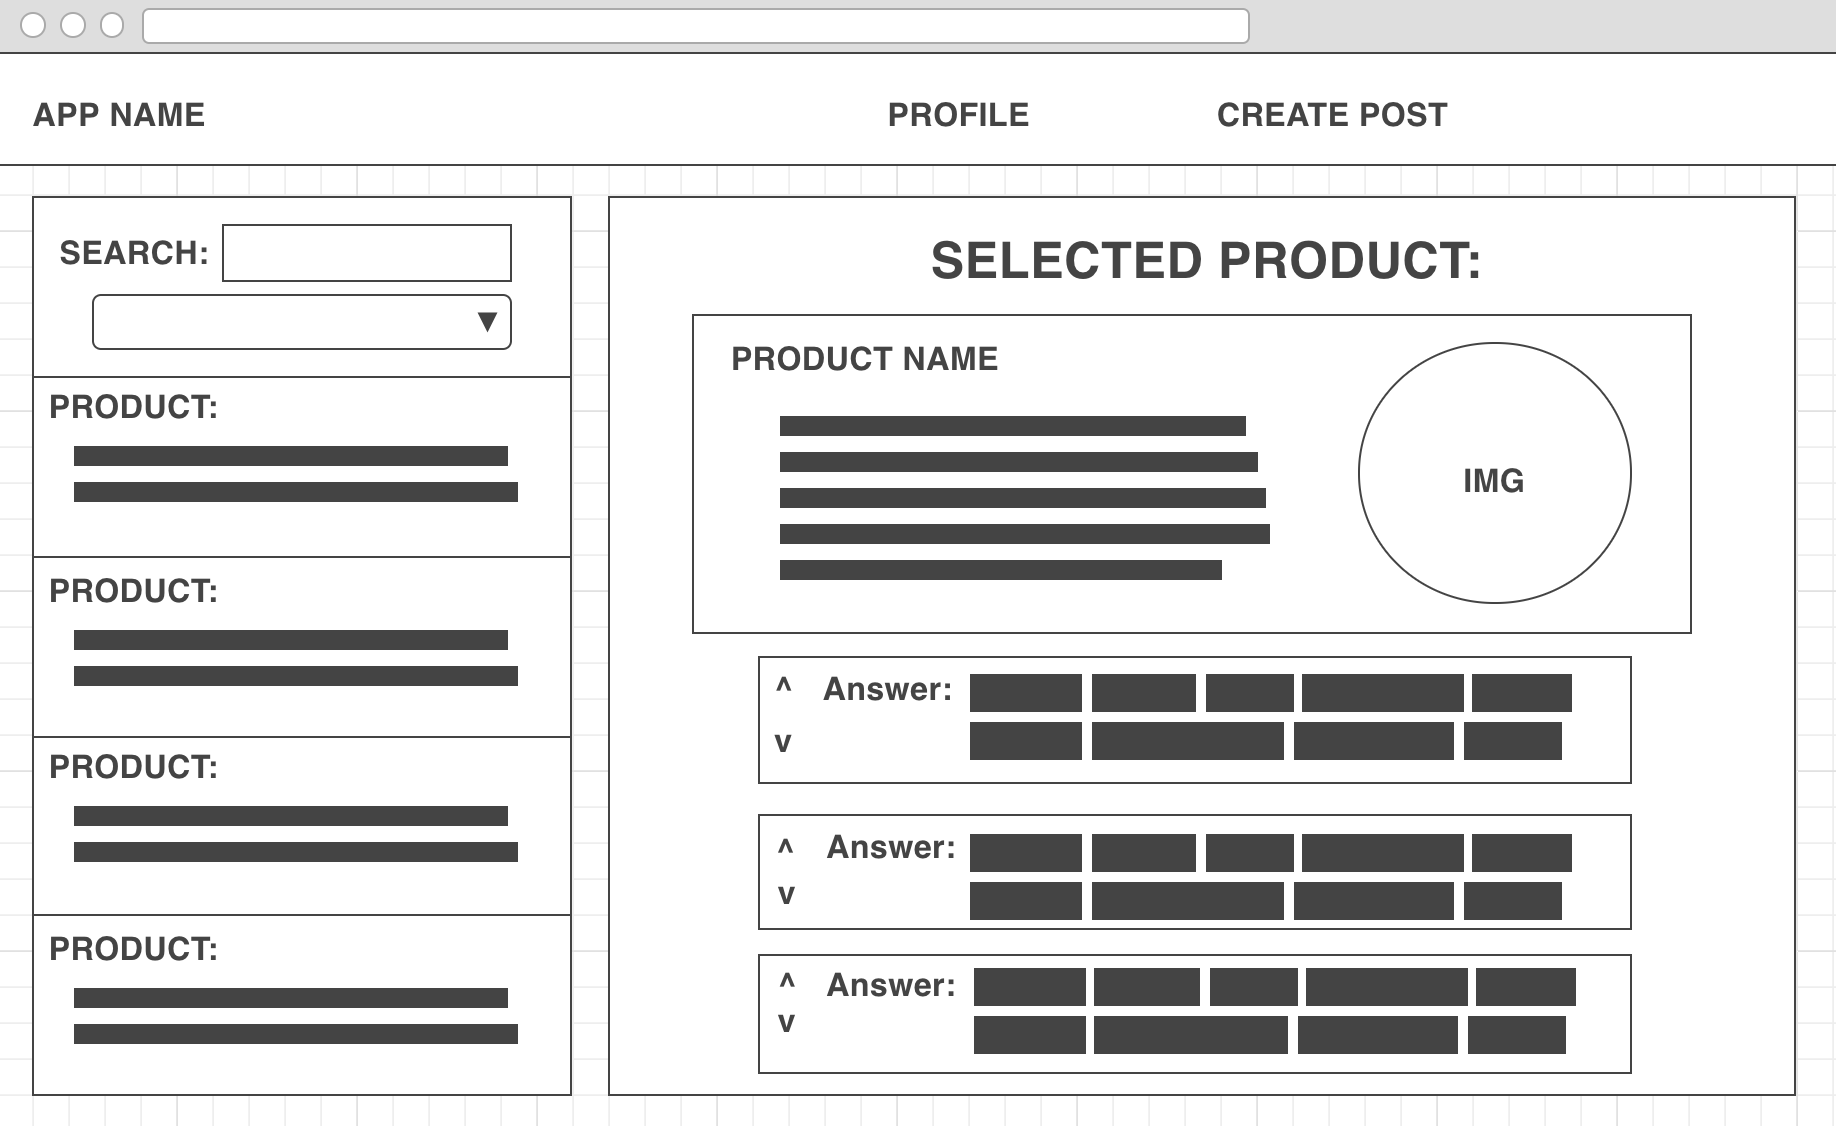 APP NAME
PROFILE
CREATE POST
SEARCH:
▼
PRODUCT:
PRODUCT:
PRODUCT:
PRODUCT:
SELECTED PRODUCT:
PRODUCT NAME
IMG
^ Answer:
v
^ Answer:
v
^ Answer:
v